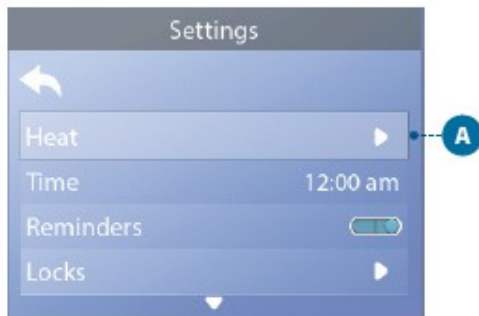 Settings
Heat
A
Time 12:00 am
Reminders
Locks